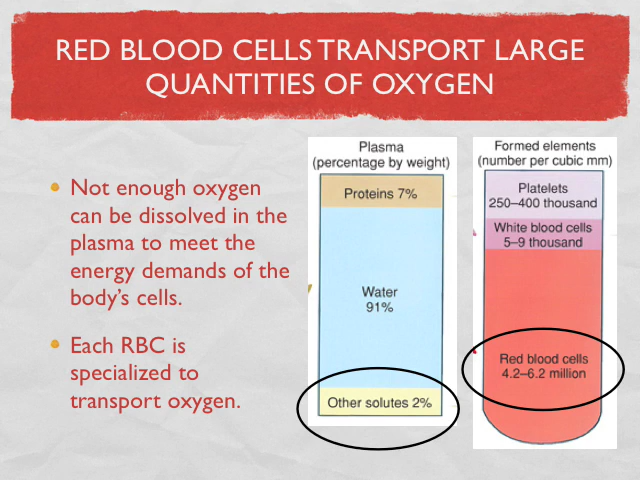 RED BLOOD CELLS TRANSPORT LARGE
QUANTITIES OF OXYGEN
Not enough oxygen
can be dissolved in the
plasma to meet the
energy demands of the
body's cells.
Each RBC is
specialized to
transport oxygen.
Plasma
(percentage by weight)
Proteins 7%
Water
91%
Other solutes 2%
Formed elements
(number per cubic mm)
Platelets
250–400 thousand
White blood cells
5–9 thousand
Red blood cells
4.2–6.2 million